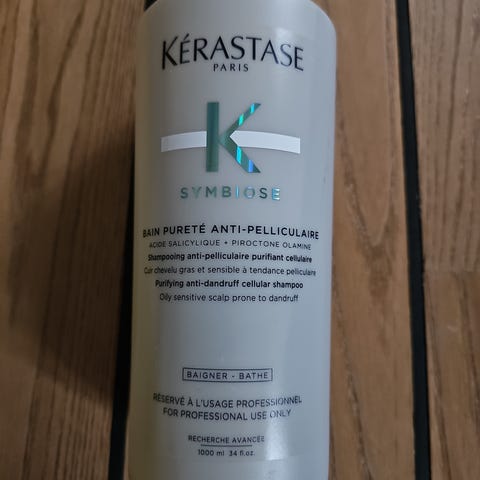 KÉRASTASE
PARIS
K
SYMBIOSE
BAIN PURETÉ ANTI-PELLICULAIRE
ACIDE SALICYLIQUE + PIROCTONE OLAMINE
Shampooing anti-pelliculaire purifiant cellulaire
Cuir chevelu gras et sensible à tendance pelliculaire
Purifying anti-dandruff cellular shampoo
Oily sensitive scalp prone to dandruff
BAIGNER - BATHE
RÉSERVÉ À L'USAGE PROFESSIONNEL
FOR PROFESSIONAL USE ONLY
RECHERCHE AVANCÉE
1000 ml 34 fl.oz.